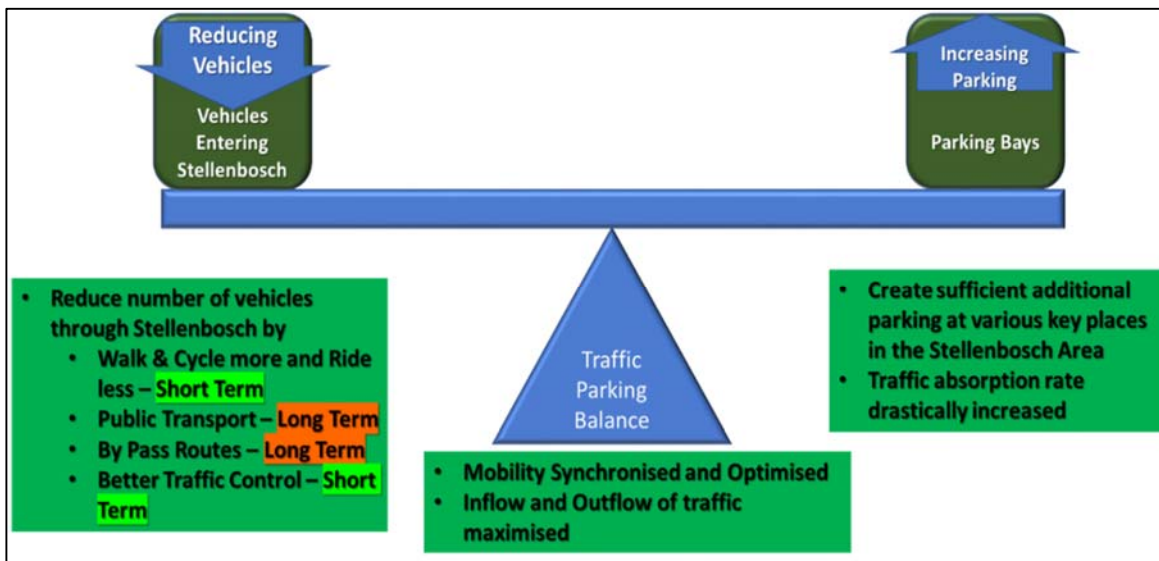 Reducing
Vehicles
Vehicles
Entering
Stellenbosch
Increasing
Parking
Parking Bays
• Reduce number of vehicles
through Stellenbosch by
• Walk & Cycle more and Ride
less – Short Term
• Public Transport – Long Term
• By Pass Routes – Long Term
• Better Traffic Control – Short
Term
Traffic
Parking
Balance
• Mobility Synchronised and Optimised
• Inflow and Outflow of traffic
maximised
• Create sufficient additional
parking at various key places
in the Stellenbosch Area
• Traffic absorption rate
drastically increased